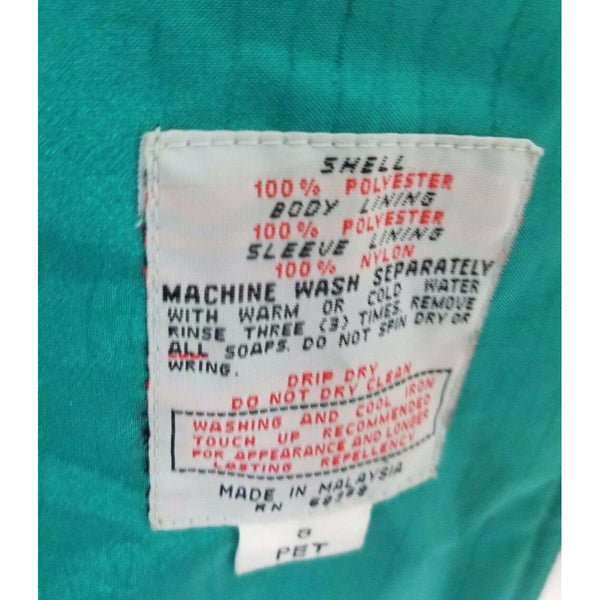 SHELL
100% POLYESTER
BODY LINING
100% POLYESTER
SLEEVE LINING
100% NYLON
MACHINE WASH SEPARATELY
WITH WARM OR COLD WATER
RINSE THREE (3) TIMES. REMOVE
ALL SOAPS. DO NOT SPIN DRY OR
WRING.
DRIP DRY
DO NOT DRY CLEAN
WASHING AND COOL IRON
TOUCH UP RECOMMENDED
FOR APPEARANCE AND LONGER
LASTING REPELLENCY
MADE IN MALAYSIA
RN
8
PET